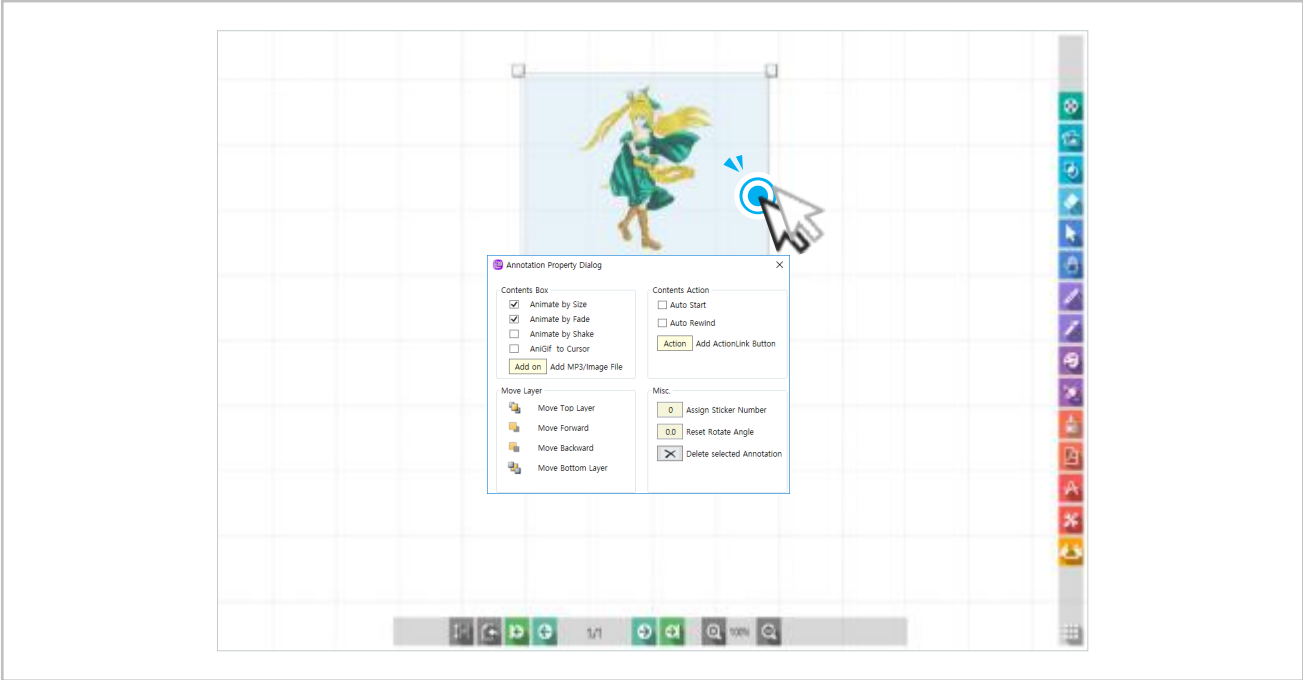 Annotation Property Dialog
Contents Box
Animate by Size
Animate by Fade
Animate by Shake
AniGif to Cursor
Add on Add MP3/Image File
Contents Action
Auto Start
Auto Rewind
Action Add ActionLink Button
Move Layer
Move Top Layer
Move Forward
Move Backward
Move Bottom Layer
Misc.
0 Assign Sticker Number
0.0 Reset Rotate Angle
Delete selected Annotation
1/1
100%